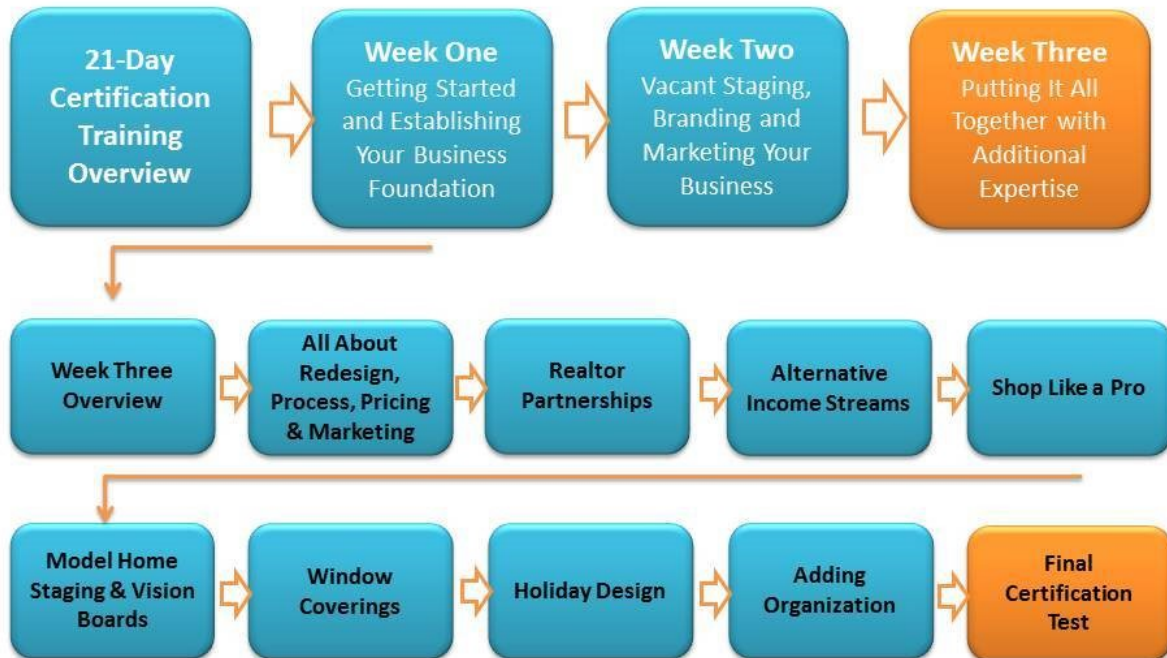 21-Day
Certification
Training
Overview
Week One
Getting Started
and Establishing
Your Business
Foundation
Week Two
Vacant Staging,
Branding and
Marketing Your
Business
Week Three
Putting It All
Together with
Additional
Expertise
Week Three
Overview
All About
Redesign,
Process, Pricing
& Marketing
Realtor
Partnerships
Alternative
Income Streams
Shop Like a Pro
Model Home
Staging & Vision
Boards
Window
Coverings
Holiday Design
Adding
Organization
Final
Certification
Test